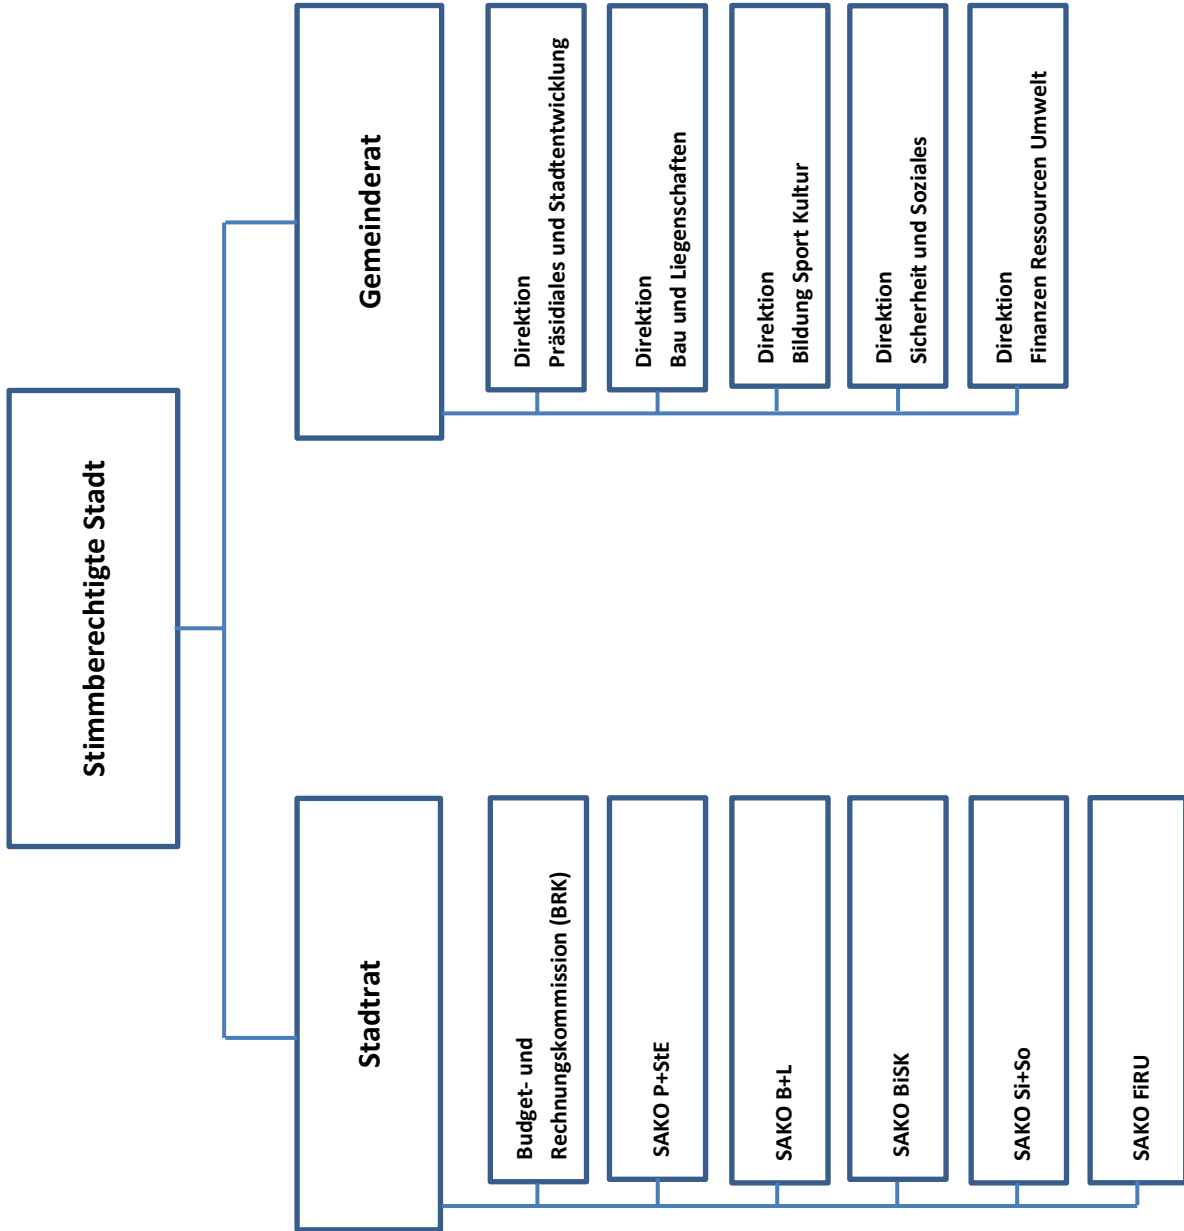 Stimmberechtigte Stadt
Stadtrat
Budget- und
Rechnungskommission (BRK)
SAKO P+StE
SAKO B+L
SAKO BiSK
SAKO Si+So
SAKO FiRU
Gemeinderat
Direktion
Präsidiales und Stadtentwicklung
Direktion
Bau und Liegenschaften
Direktion
Bildung Sport Kultur
Direktion
Sicherheit und Soziales
Direktion
Finanzen Ressourcen Umwelt